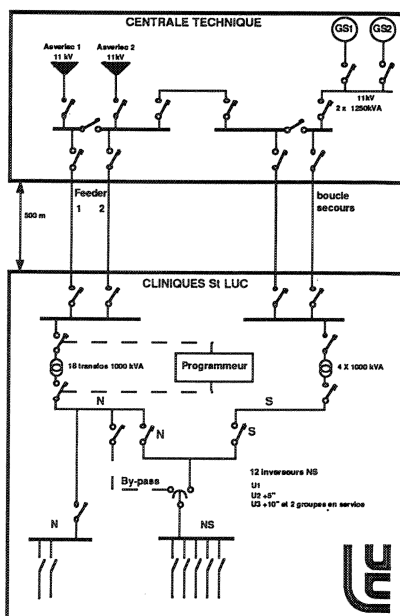 CENTRALE TECHNIQUE
GS1 GS2
Asverlec 1
11 kV
Asverlec 2
11kV
11kV
2 x 1250kVA
Feeder
1 2
boucle
secours
500 m
CLINIQUES St LUC
18 transfos 1000 kVA
Programmeur
4 X 1000 kVA
N
S
N
S
By-pass
12 inverseurs NS
U1
U2 +5"
U3 +10" et 2 groupes en service
N
NS